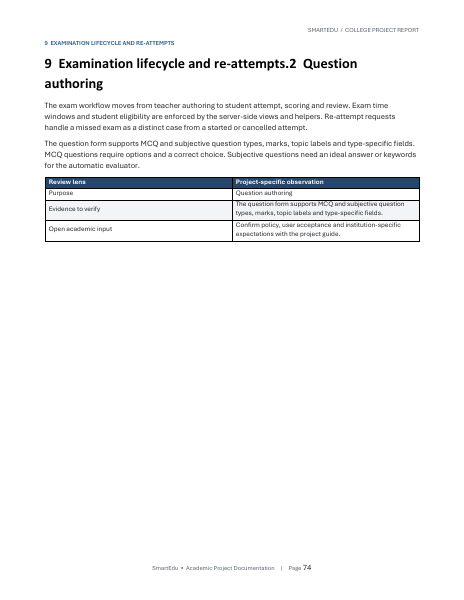 SMARTEDU / COLLEGE PROJECT REPORT
9 EXAMINATION LIFECYCLE AND RE-ATTEMPTS
9 Examination lifecycle and re-attempts.2 Question
authoring
The exam workflow moves from teacher authoring to student attempt, scoring and review. Exam time
windows and student eligibility are enforced by the server-side views and helpers. Re-attempt requests
handle a missed exam as a distinct case from a started or cancelled attempt.
The question form supports MCQ and subjective question types, marks, topic labels and type-specific fields.
MCQ questions require options and a correct choice. Subjective questions need an ideal answer or keywords
for the automatic evaluator.
Review lens Project-specific observation
Purpose Question authoring
Evidence to verify The question form supports MCQ and subjective question
types, marks, topic labels and type-specific fields.
Open academic input Confirm policy, user acceptance and institution-specific
expectations with the project guide.
SmartEdu • Academic Project Documentation | Page 74